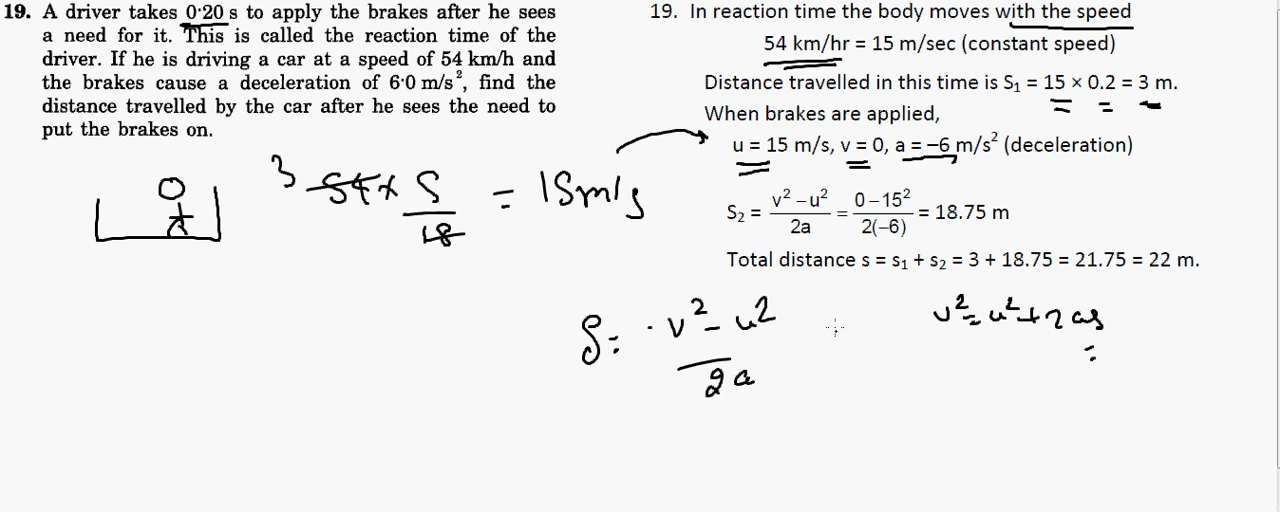 19. A driver takes 0·20 s to apply the brakes after he sees
a need for it. This is called the reaction time of the
driver. If he is driving a car at a speed of 54 km/h and
the brakes cause a deceleration of 6·0 m/s², find the
distance travelled by the car after he sees the need to
put the brakes on.
3 54 × 5 / 18 = 15 m/s
19. In reaction time the body moves with the speed
54 km/hr = 15 m/sec (constant speed)
Distance travelled in this time is S₁ = 15 × 0.2 = 3 m.
When brakes are applied,
u = 15 m/s, v = 0, a = –6 m/s² (deceleration)
S₂ = (v² – u²) / 2a = (0 – 15²) / 2(–6) = 18.75 m
Total distance s = s₁ + s₂ = 3 + 18.75 = 21.75 = 22 m.
S = v² – u² / 2a
v² = u² + 2as
=